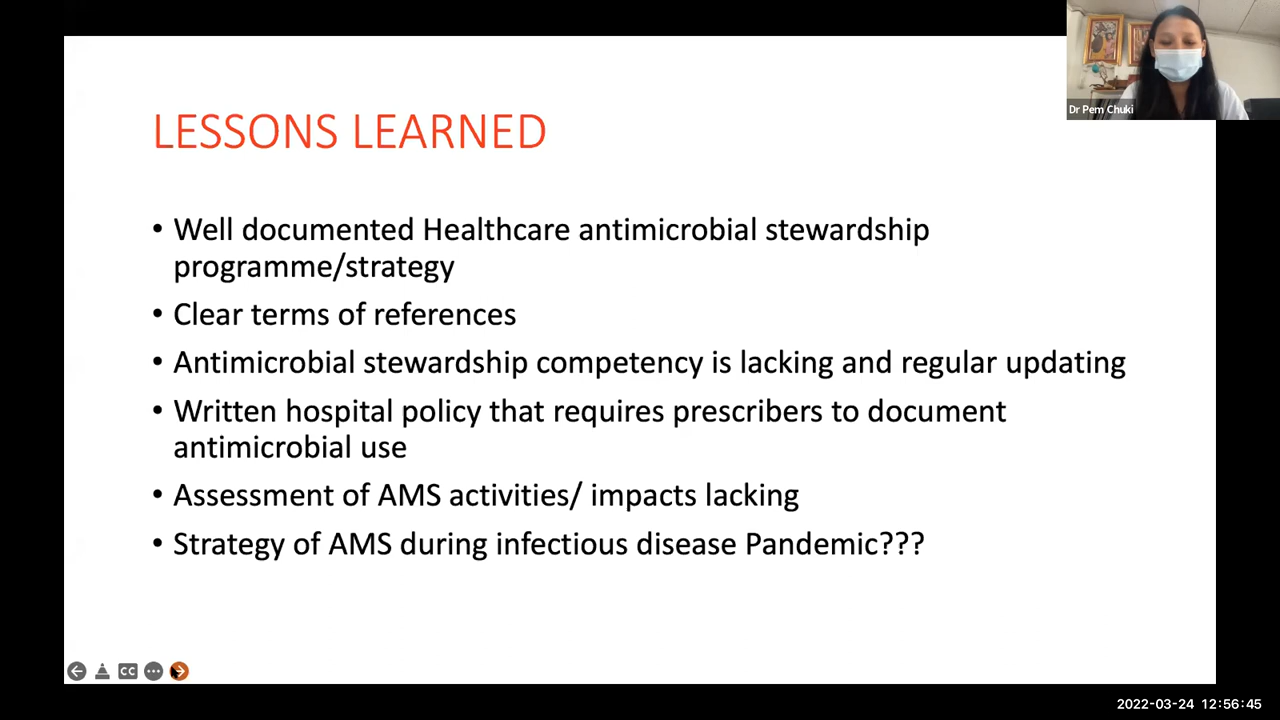 Dr Pem Chuki
LESSONS LEARNED
• Well documented Healthcare antimicrobial stewardship
programme/strategy
• Clear terms of references
• Antimicrobial stewardship competency is lacking and regular updating
• Written hospital policy that requires prescribers to document
antimicrobial use
• Assessment of AMS activities/ impacts lacking
• Strategy of AMS during infectious disease Pandemic???
CC
2022-03-24 12:56:45